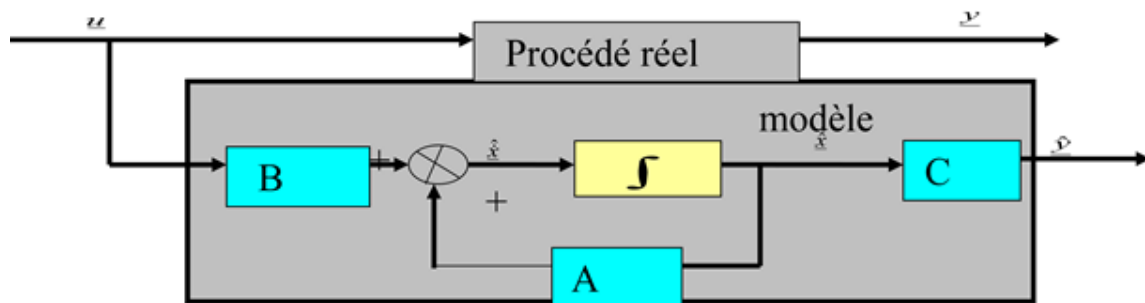 u
y
Procédé réel
modèle
B
+
x̂̇
+
∫
x̂
C
ŷ
A